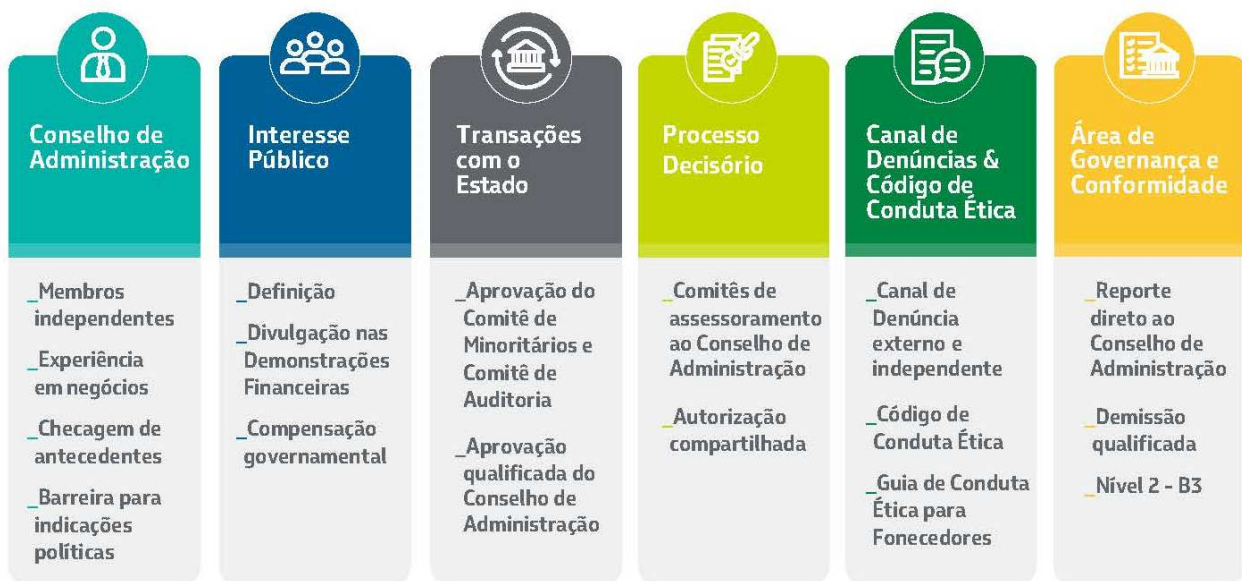 Conselho de
Administração
Interesse
Público
Transações
com o
Estado
Processo
Decisório
Canal de
Denúncias &
Código de
Conduta Ética
Área de
Governança e
Conformidade
_Membros
independentes
_Experiência
em negócios
_Checagem de
antecedentes
_Barreira para
indicações
políticas
_Definição
_Divulgação nas
Demonstrações
Financeiras
_Compensação
governamental
_Aprovação do
Comitê de
Minoritários e
Comitê de
Auditoria
_Aprovação
qualificada do
Conselho de
Administração
_Comitês de
assessoramento
ao Conselho de
Administração
_Autorização
compartilhada
_Canal de
Denúncia
externo e
independente
_Código de
Conduta Ética
_Guia de Conduta
Ética para
Fonecedores
_Reporte
direto ao
Conselho de
Administração
_Demissão
qualificada
_Nível 2 - B3